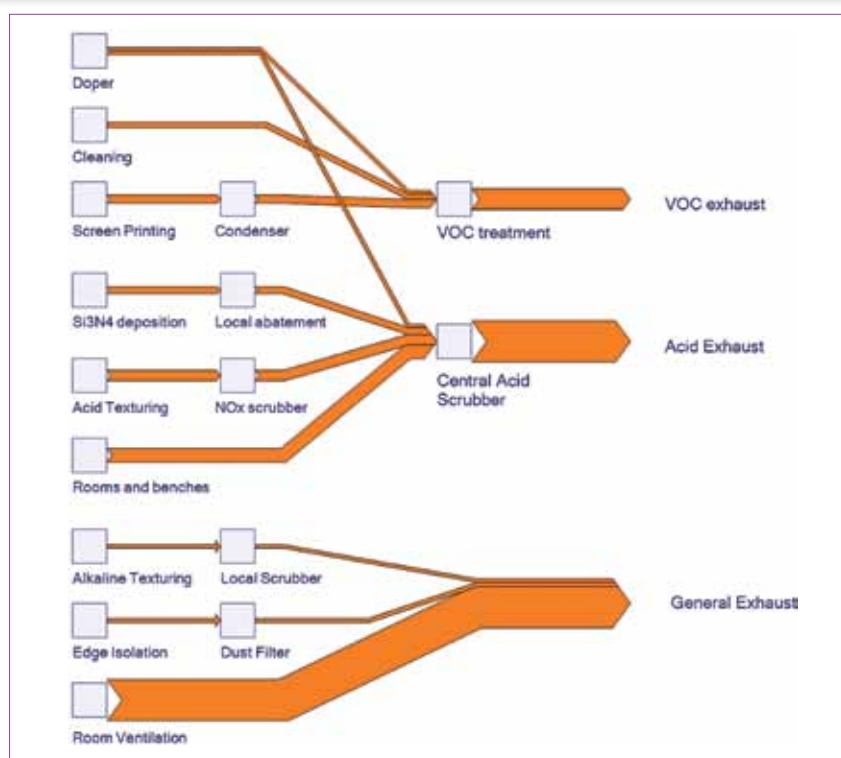 Doper
Cleaning
Screen Printing
Condenser
VOC treatment
VOC exhaust
Si3N4 deposition
Local abatement
Central Acid
Scrubber
Acid Exhaust
Acid Texturing
NOx scrubber
Rooms and benches
Alkaline Texturing
Local Scrubber
General Exhaust
Edge Isolation
Dust Filter
Room Ventilation